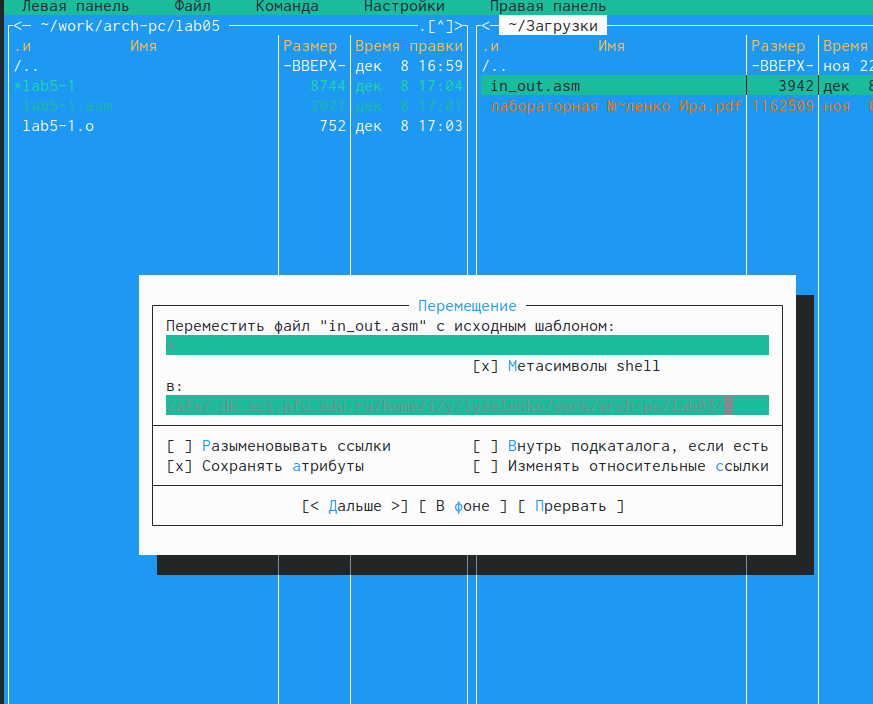 Левая панель Файл Команда Настройки Правая панель
<— ~/work/arch-pc/lab05 .[^]>
.и Имя Размер Время правки
/.. -ВВЕРХ- дек 8 16:59
*lab5-1 8744 дек 8 17:04
lab5-1.asm 2027 дек 8 17:01
lab5-1.o 752 дек 8 17:03
<— ~/Загрузки
.и Имя Размер Время
/.. -ВВЕРХ- ноя 22
in_out.asm 3942 дек 8
лабораторная №~ленко Ира.pdf 1162509 ноя
Перемещение
Переместить файл "in_out.asm" с исходным шаблоном:
*
[x] Метасимволы shell
в:
/afs/.dk.sci.pfu.edu.ru/home/i/y/iyzelenko/work/arch-pc/lab05/
[ ] Разыменовывать ссылки [ ] Внутрь подкаталога, если есть
[x] Сохранять атрибуты [ ] Изменять относительные ссылки
[< Дальше >] [ В фоне ] [ Прервать ]